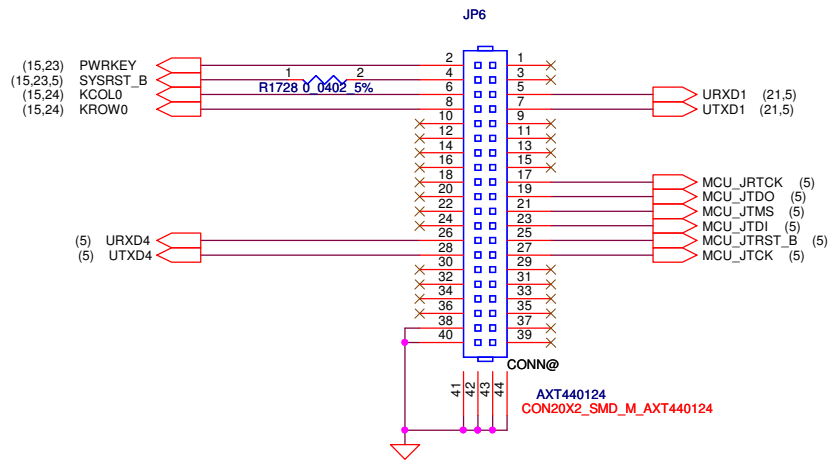 JP6
(15,23) PWRKEY 2 1
(15,23,5) SYSRST_B 1 2 4 3
R1728 0_0402_5%
(15,24) KCOL0 6 5 URXD1 (21,5)
(15,24) KROW0 8 7 UTXD1 (21,5)
10 9
12 11
14 13
16 15
18 17 MCU_JRTCK (5)
20 19 MCU_JTDO (5)
22 21 MCU_JTMS (5)
24 23 MCU_JTDI (5)
(5) URXD4 26 25 MCU_JTRST_B (5)
(5) UTXD4 28 27 MCU_JTCK (5)
30 29
32 31
34 33
36 35
38 37
40 39
CONN@
41 42 43 44
AXT440124
CON20X2_SMD_M_AXT440124